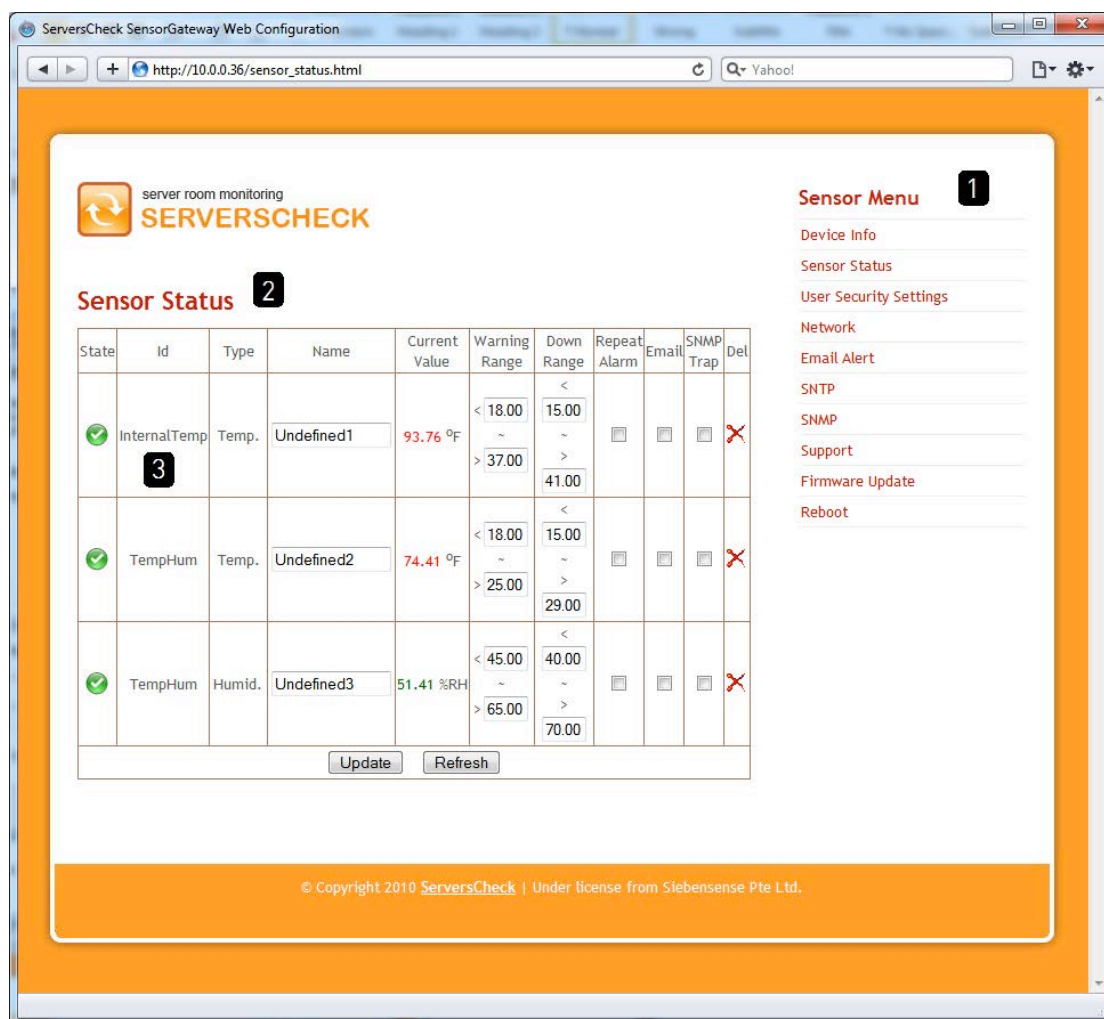 ServersCheck SensorGateway Web Configuration
http://10.0.0.36/sensor_status.html
Yahoo!
server room monitoring
SERVERSCHECK
Sensor Menu 1
Device Info
Sensor Status
User Security Settings
Network
Email Alert
SNTP
SNMP
Support
Firmware Update
Reboot
Sensor Status 2
State Id Type Name Current Value Warning Range Down Range Repeat Alarm Email SNMP Trap Del
InternalTemp Temp. Undefined1 93.76 ºF < 18.00 ~ > 37.00 < 15.00 ~ > 41.00
3
TempHum Temp. Undefined2 74.41 ºF < 18.00 ~ > 25.00 < 15.00 ~ > 29.00
TempHum Humid. Undefined3 51.41 %RH < 45.00 ~ > 65.00 < 40.00 ~ > 70.00
Update Refresh
© Copyright 2010 ServersCheck | Under license from Siebensense Pte Ltd.